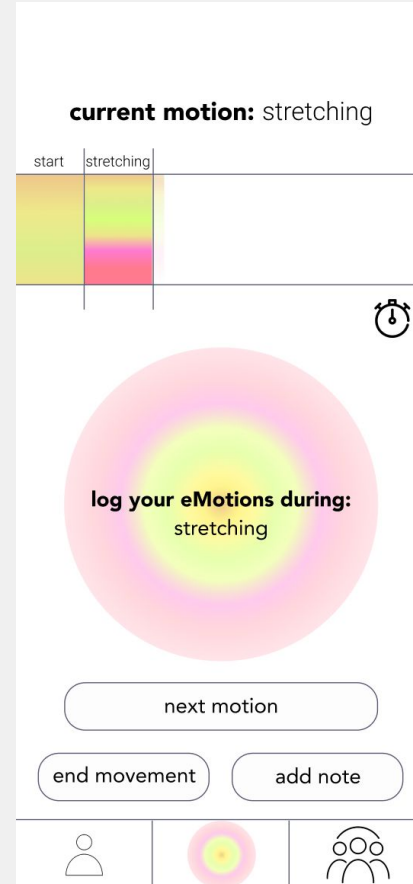 current motion: stretching
start stretching
log your eMotions during:
stretching
next motion
end movement add note